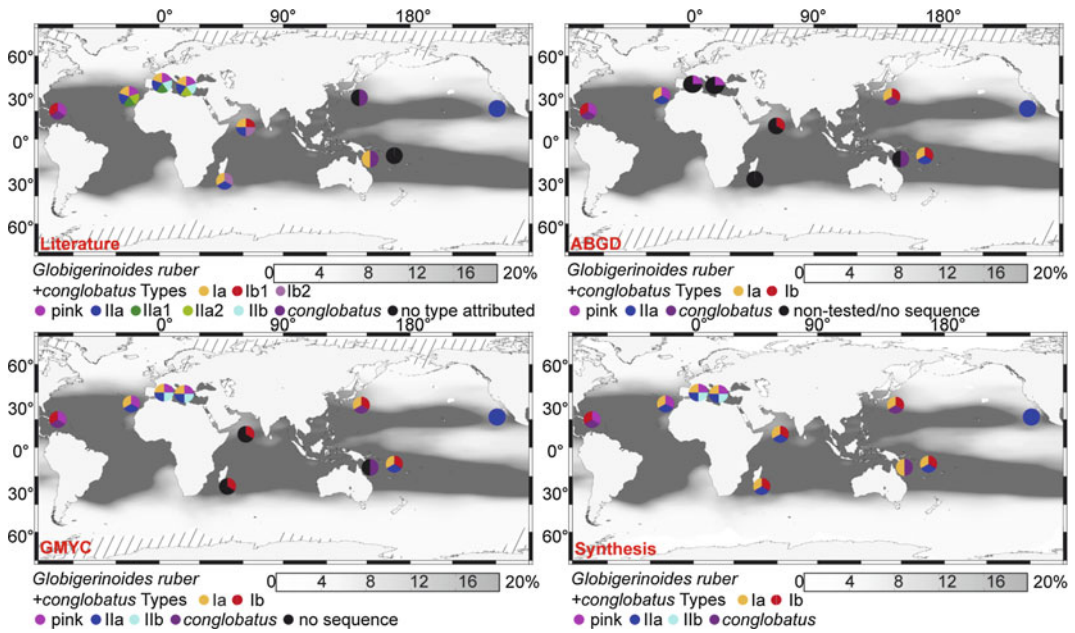 0° 90° 180°
60°
30°
0°
30°
60°
Literature
Globigerinoides ruber 0 4 8 12 16 20%
+conglobatus Types Ia Ib1 Ib2
pink IIa IIa1 IIa2 IIb conglobatus no type attributed
0° 90° 180°
60°
30°
0°
30°
60°
ABGD
Globigerinoides ruber 0 4 8 12 16 20%
+conglobatus Types Ia Ib
pink IIa conglobatus non-tested/no sequence
0° 90° 180°
60°
30°
0°
30°
60°
GMYC
Globigerinoides ruber 0 4 8 12 16 20%
+conglobatus Types Ia Ib
pink IIa IIb conglobatus no sequence
0° 90° 180°
60°
30°
0°
30°
60°
Synthesis
Globigerinoides ruber 0 4 8 12 16 20%
+conglobatus Types Ia Ib
pink IIa IIb conglobatus